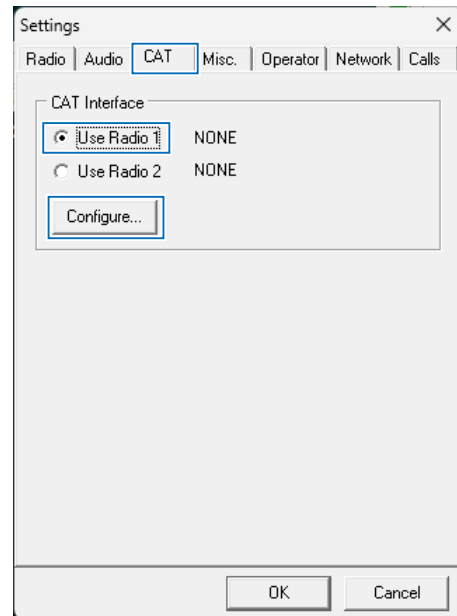 Settings
Radio Audio CAT Misc. Operator Network Calls
CAT Interface
Use Radio 1 NONE
Use Radio 2 NONE
Configure...
OK Cancel